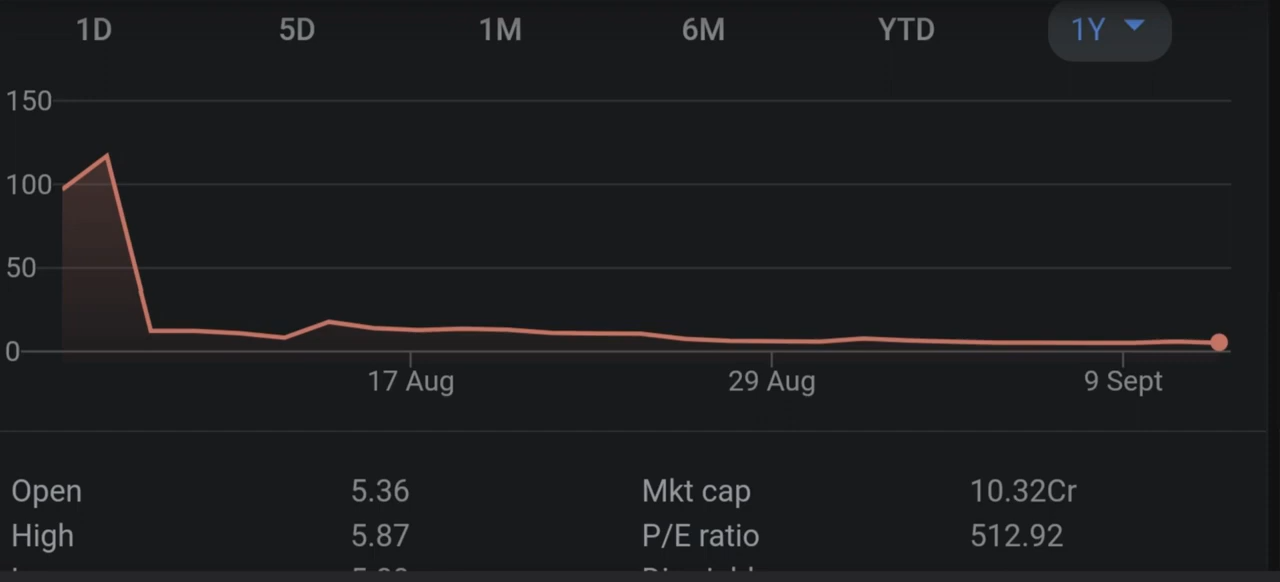 1D 5D 1M 6M YTD 1Y
150
100
50
0
17 Aug 29 Aug 9 Sept
Open 5.36 Mkt cap 10.32Cr
High 5.87 P/E ratio 512.92